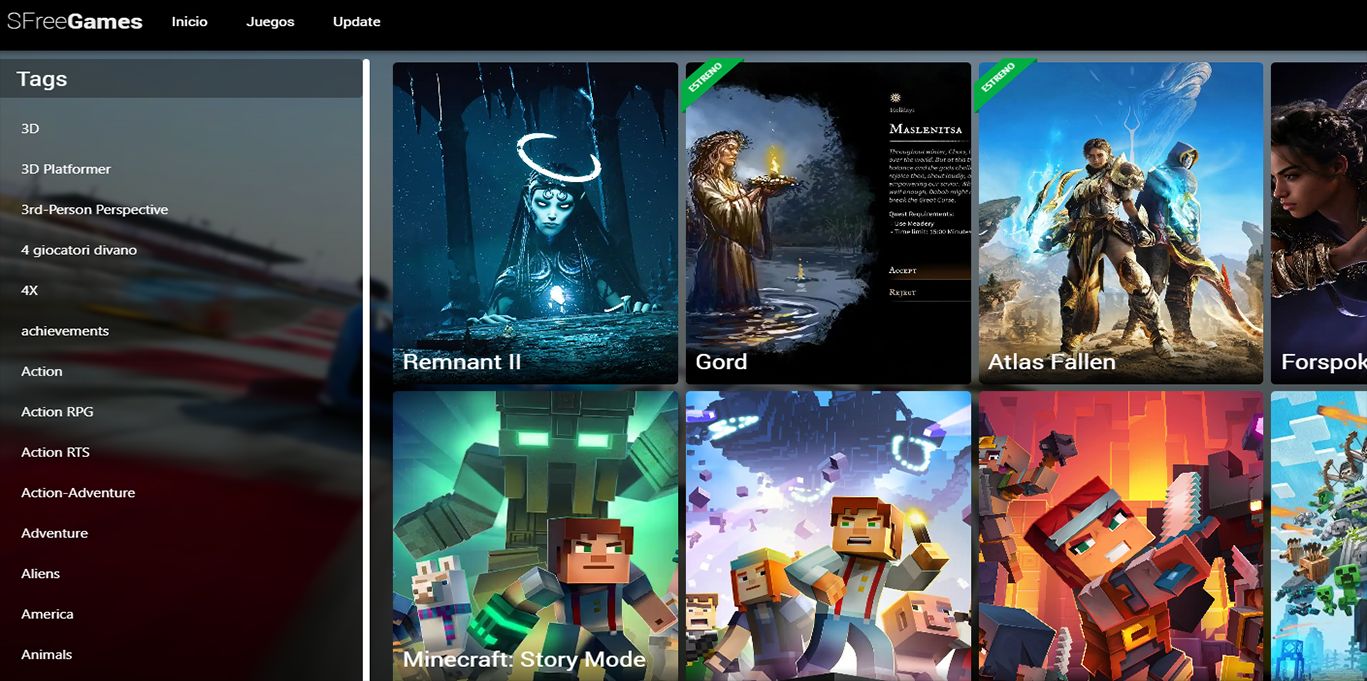 SFreeGames
Inicio
Juegos
Update
Tags
3D
3D Platformer
3rd-Person Perspective
4 giocatori divano
4X
achievements
Action
Action RPG
Action RTS
Action-Adventure
Adventure
Aliens
America
Animals
Remnant II
ESTRENO
Holidays
MASLENITSA
Quest Requirements:
- Use Meadery
- Time limit: 15:00 Minutes
ACCEPT
REJECT
Gord
ESTRENO
Atlas Fallen
Forspok
Minecraft: Story Mode